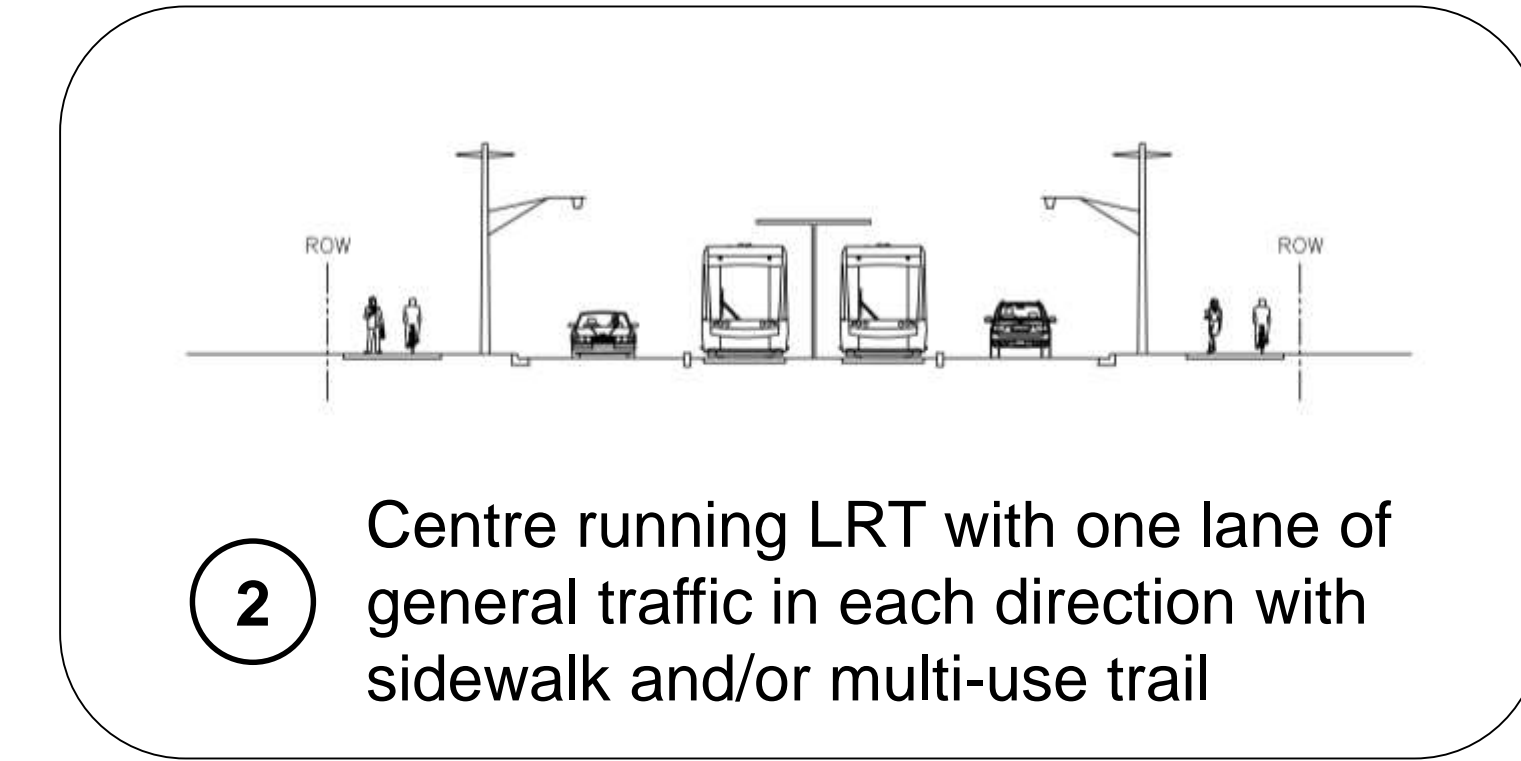 ROW
ROW
2
Centre running LRT with one lane of
general traffic in each direction with
sidewalk and/or multi-use trail